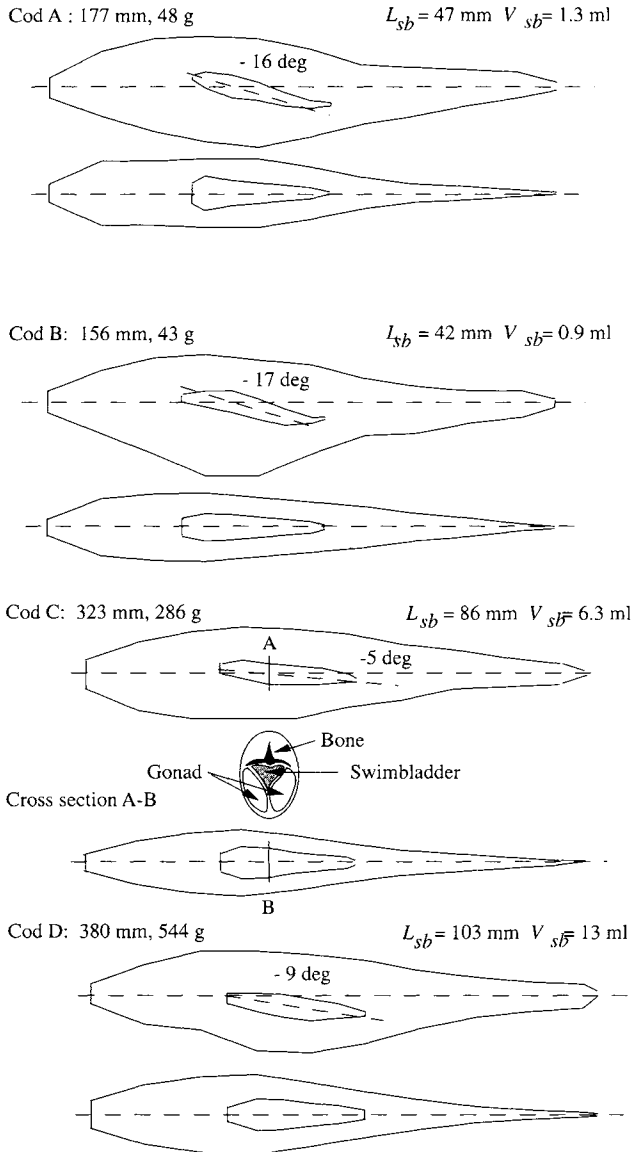 Cod A : 177 mm, 48 g L_sb = 47 mm V_sb = 1.3 ml
- 16 deg
Cod B: 156 mm, 43 g L_sb = 42 mm V_sb = 0.9 ml
- 17 deg
Cod C: 323 mm, 286 g L_sb = 86 mm V_sb = 6.3 ml
A
-5 deg
Bone
Gonad Swimbladder
Cross section A-B
B
Cod D: 380 mm, 544 g L_sb = 103 mm V_sb = 13 ml
- 9 deg